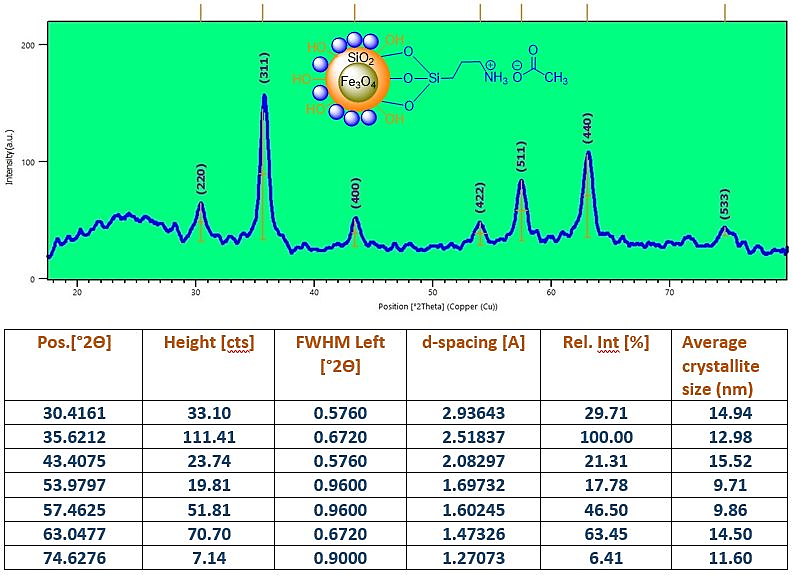 200
100
0
Intensity(a.u.)
(220)
(311)
(400)
(422)
(511)
(440)
(533)
HO
OH
HO
HO
OH
SiO2
Fe3O4
O
O
O
Si
⊕
NH3
⊖
O
O
CH3
20 30 40 50 60 70
Position [°2Theta] (Copper (Cu))
Pos.[°2Θ] Height [cts] FWHM Left [°2Θ] d-spacing [A] Rel. Int [%] Average crystallite size (nm)
30.4161 33.10 0.5760 2.93643 29.71 14.94
35.6212 111.41 0.6720 2.51837 100.00 12.98
43.4075 23.74 0.5760 2.08297 21.31 15.52
53.9797 19.81 0.9600 1.69732 17.78 9.71
57.4625 51.81 0.9600 1.60245 46.50 9.86
63.0477 70.70 0.6720 1.47326 63.45 14.50
74.6276 7.14 0.9000 1.27073 6.41 11.60